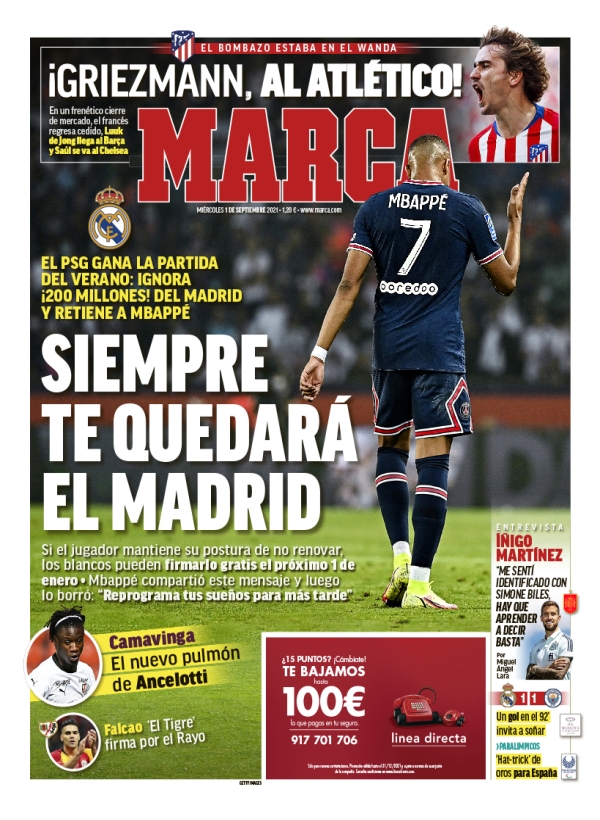 EL BOMBAZO ESTABA EN EL WANDA
¡GRIEZMANN, AL ATLÉTICO!
En un frenético cierre
de mercado, el francés
regresa cedido, Luuk
de Jong llega al Barça
y Saúl se va al Chelsea
MARCA
MIÉRCOLES 1 DE SEPTIEMBRE 2021 • 1,20 € • www.marca.com
MBAPPÉ
7
ooredoo
EL PSG GANA LA PARTIDA
DEL VERANO: IGNORA
¡200 MILLONES! DEL MADRID
Y RETIENE A MBAPPÉ
SIEMPRE
TE QUEDARÁ
EL MADRID
Si el jugador mantiene su postura de no renovar,
los blancos pueden firmarlo gratis el próximo 1 de
enero • Mbappé compartió este mensaje y luego
lo borró: "Reprograma tus sueños para más tarde"
Camavinga
El nuevo pulmón
de Ancelotti
Falcao 'El Tigre'
firma por el Rayo
¿15 PUNTOS? ¡Cámbiate!
TE BAJAMOS
hasta
100€
lo que pagas en tu seguro.
917 701 706
linea directa
ENTREVISTA
ÍÑIGO
MARTÍNEZ
"ME SENTÍ
IDENTIFICADO CON
SIMONE BILES,
HAY QUE
APRENDER
A DECIR
BASTA"
Por
Miguel
Ángel
Lara
1 1
Un gol en el 92'
invita a soñar
>PARALÍMPICOS
'Hat-trick' de
oros para España
GETTY IMAGES